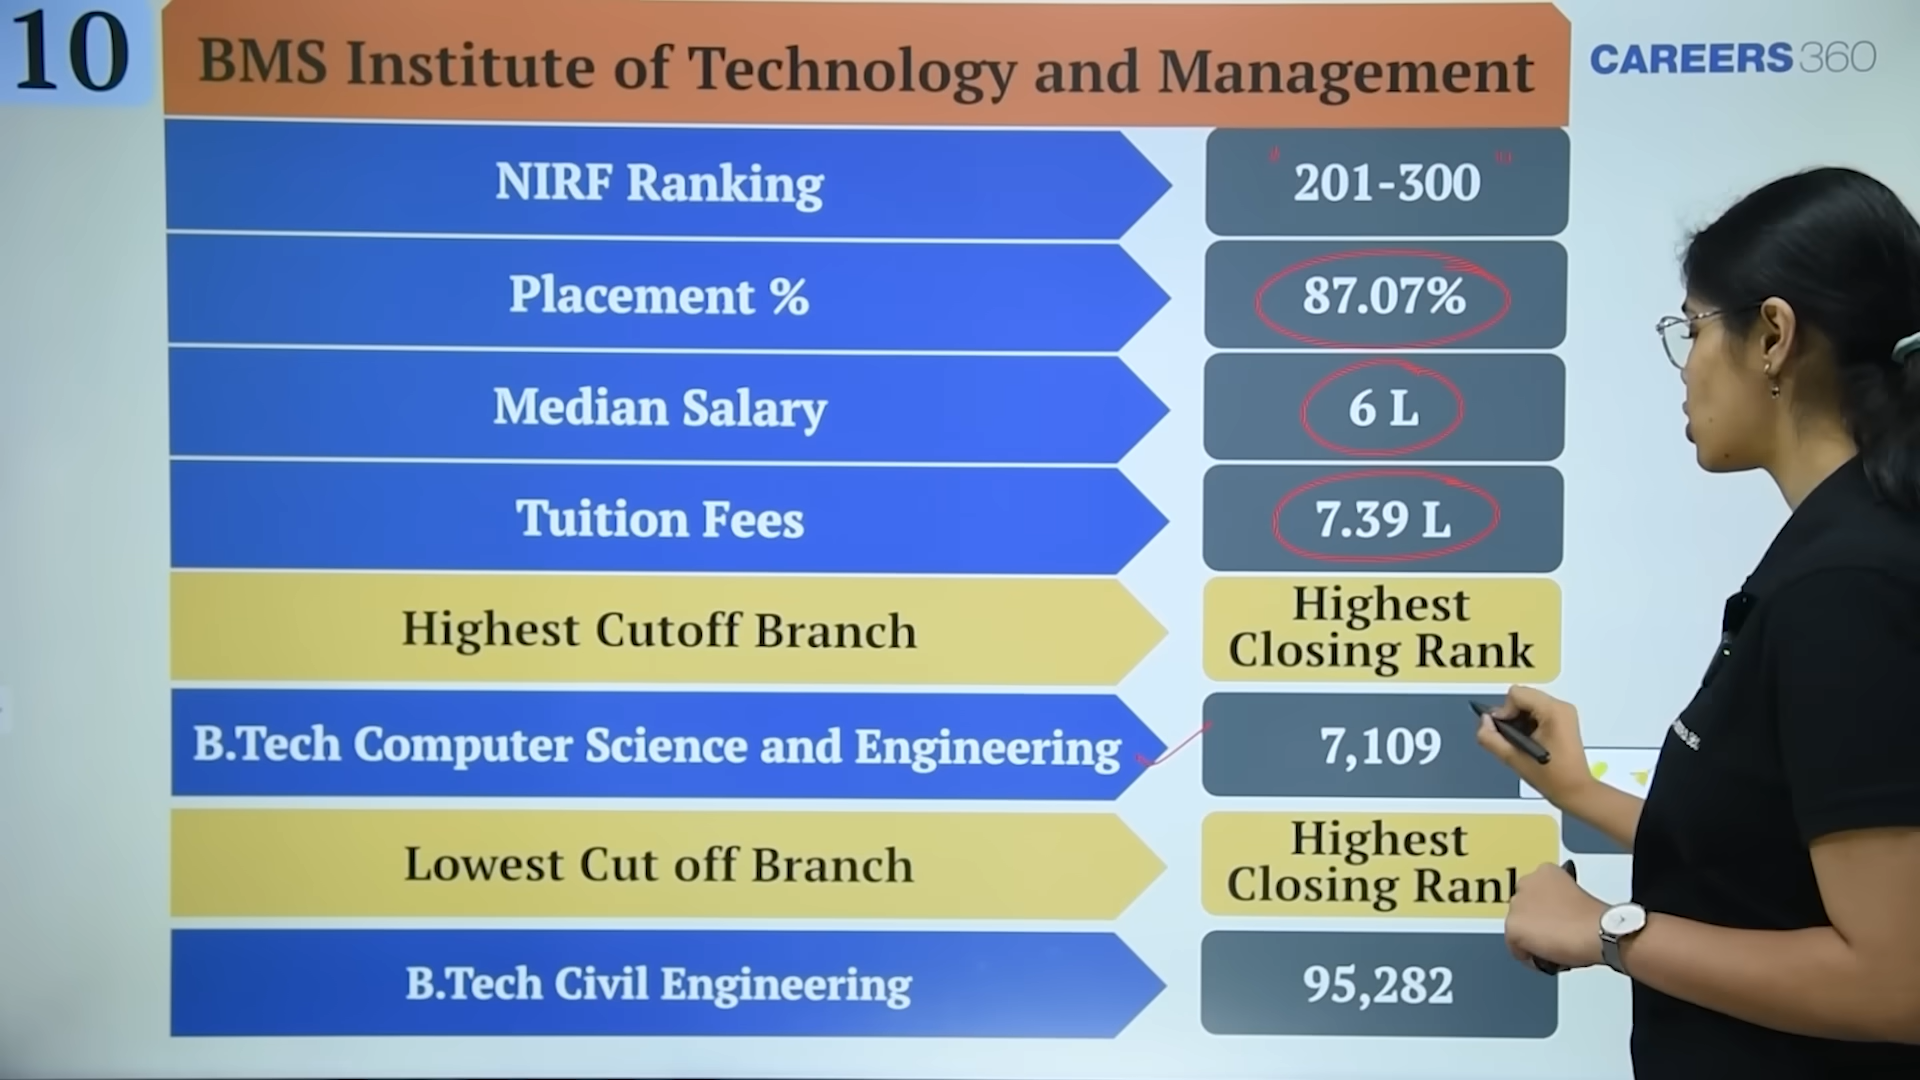 10
BMS Institute of Technology and Management
CAREERS360
NIRF Ranking
201-300
Placement %
87.07%
Median Salary
6 L
Tuition Fees
7.39 L
Highest Cutoff Branch
Highest
Closing Rank
B.Tech Computer Science and Engineering
7,109
Lowest Cut off Branch
Highest
Closing Rank
B.Tech Civil Engineering
95,282